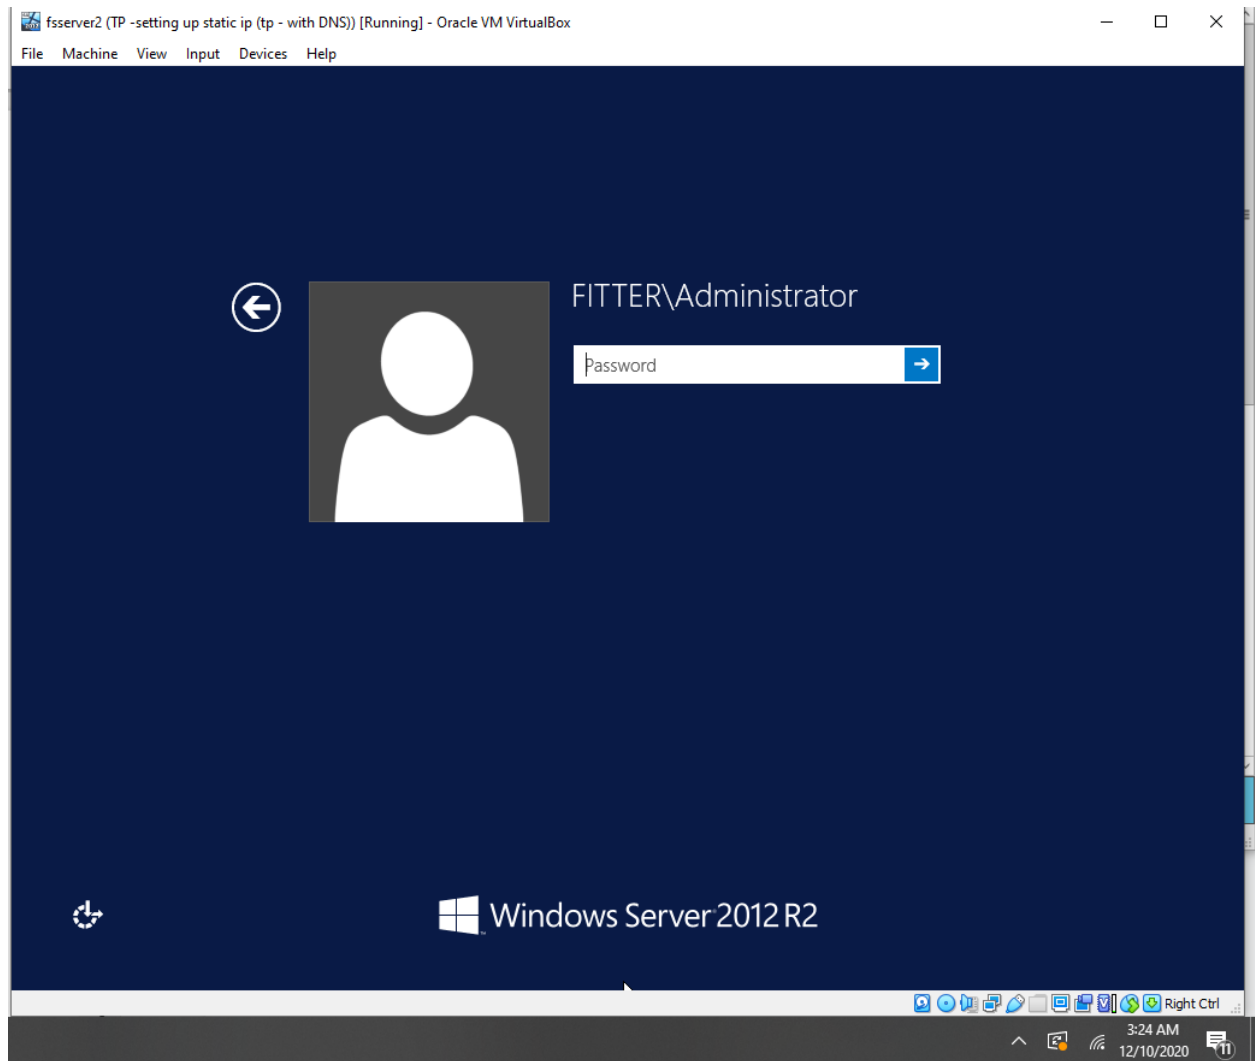 fsserver2 (TP -setting up static ip (tp - with DNS)) [Running] - Oracle VM VirtualBox
File Machine View Input Devices Help
FITTER\Administrator
Password
Windows Server 2012 R2
Right Ctrl
3:24 AM
12/10/2020
11